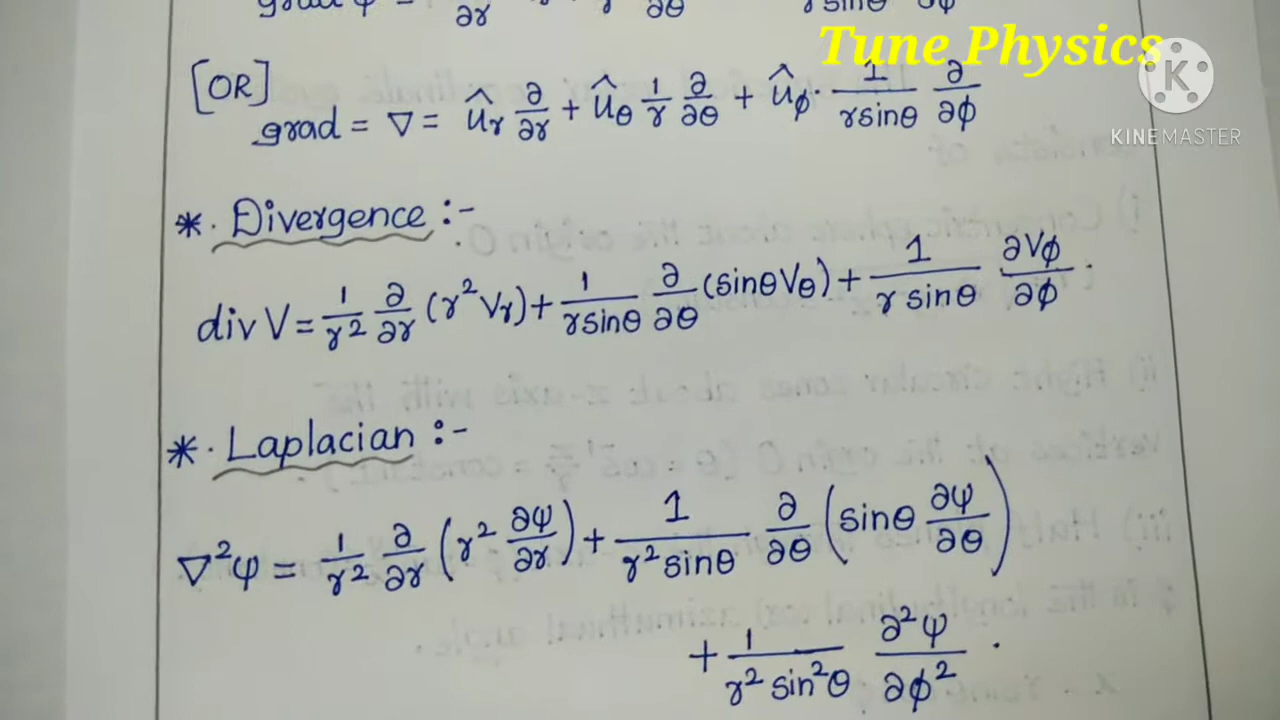 grad ψ = ∂/∂r ∂θ r sinθ ∂φ
Tune Physics
[OR]
grad = ∇ = û_r ∂/∂r + û_θ 1/r ∂/∂θ + û_φ · 1/(r sinθ) ∂/∂φ
K
KINEMASTER
*. Divergence :-
div V = 1/r² ∂/∂r (r² V_r) + 1/(r sinθ) ∂/∂θ (sinθ V_θ) + 1/(r sinθ) ∂V_φ/∂φ .
*. Laplacian :-
∇²ψ = 1/r² ∂/∂r (r² ∂ψ/∂r) + 1/(r² sinθ) ∂/∂θ (sinθ ∂ψ/∂θ)
+ 1/(r² sin²θ) ∂²ψ/∂φ² .